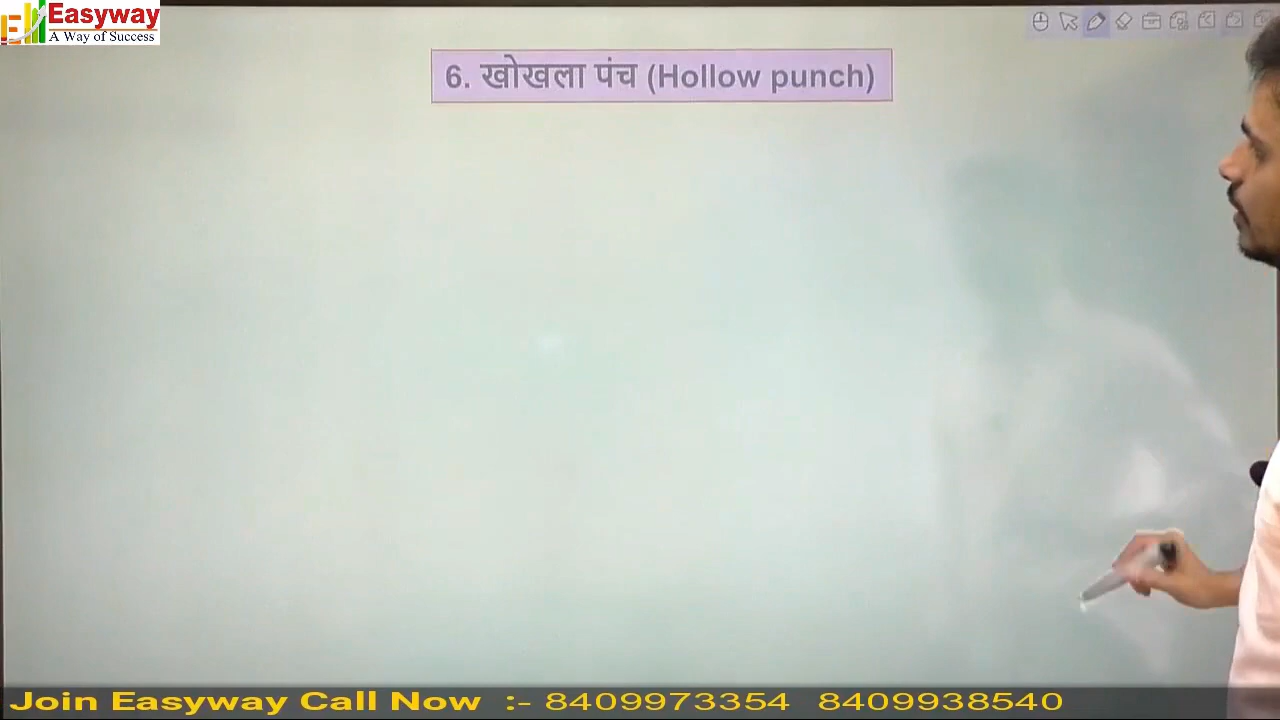 Easyway
A Way of Success
6. खोखला पंच (Hollow punch)
Join Easyway Call Now :- 8409973354 8409938540